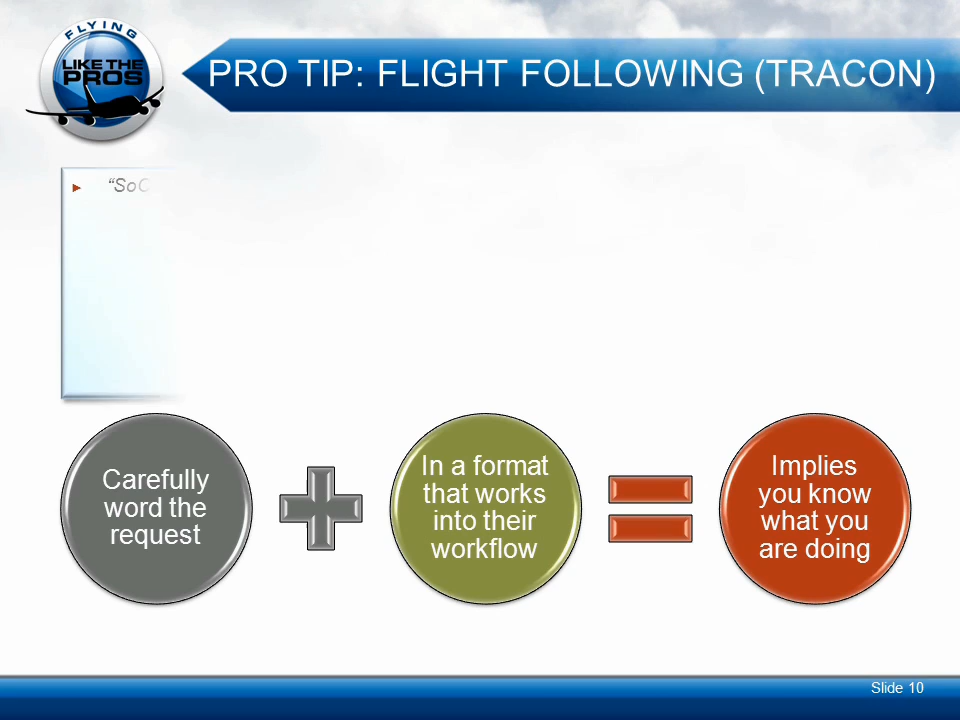 FLYING
LIKE THE
PROS
PRO TIP: FLIGHT FOLLOWING (TRACON)
► “SoC
Carefully
word the
request
In a format
that works
into their
workflow
Implies
you know
what you
are doing
Slide 10